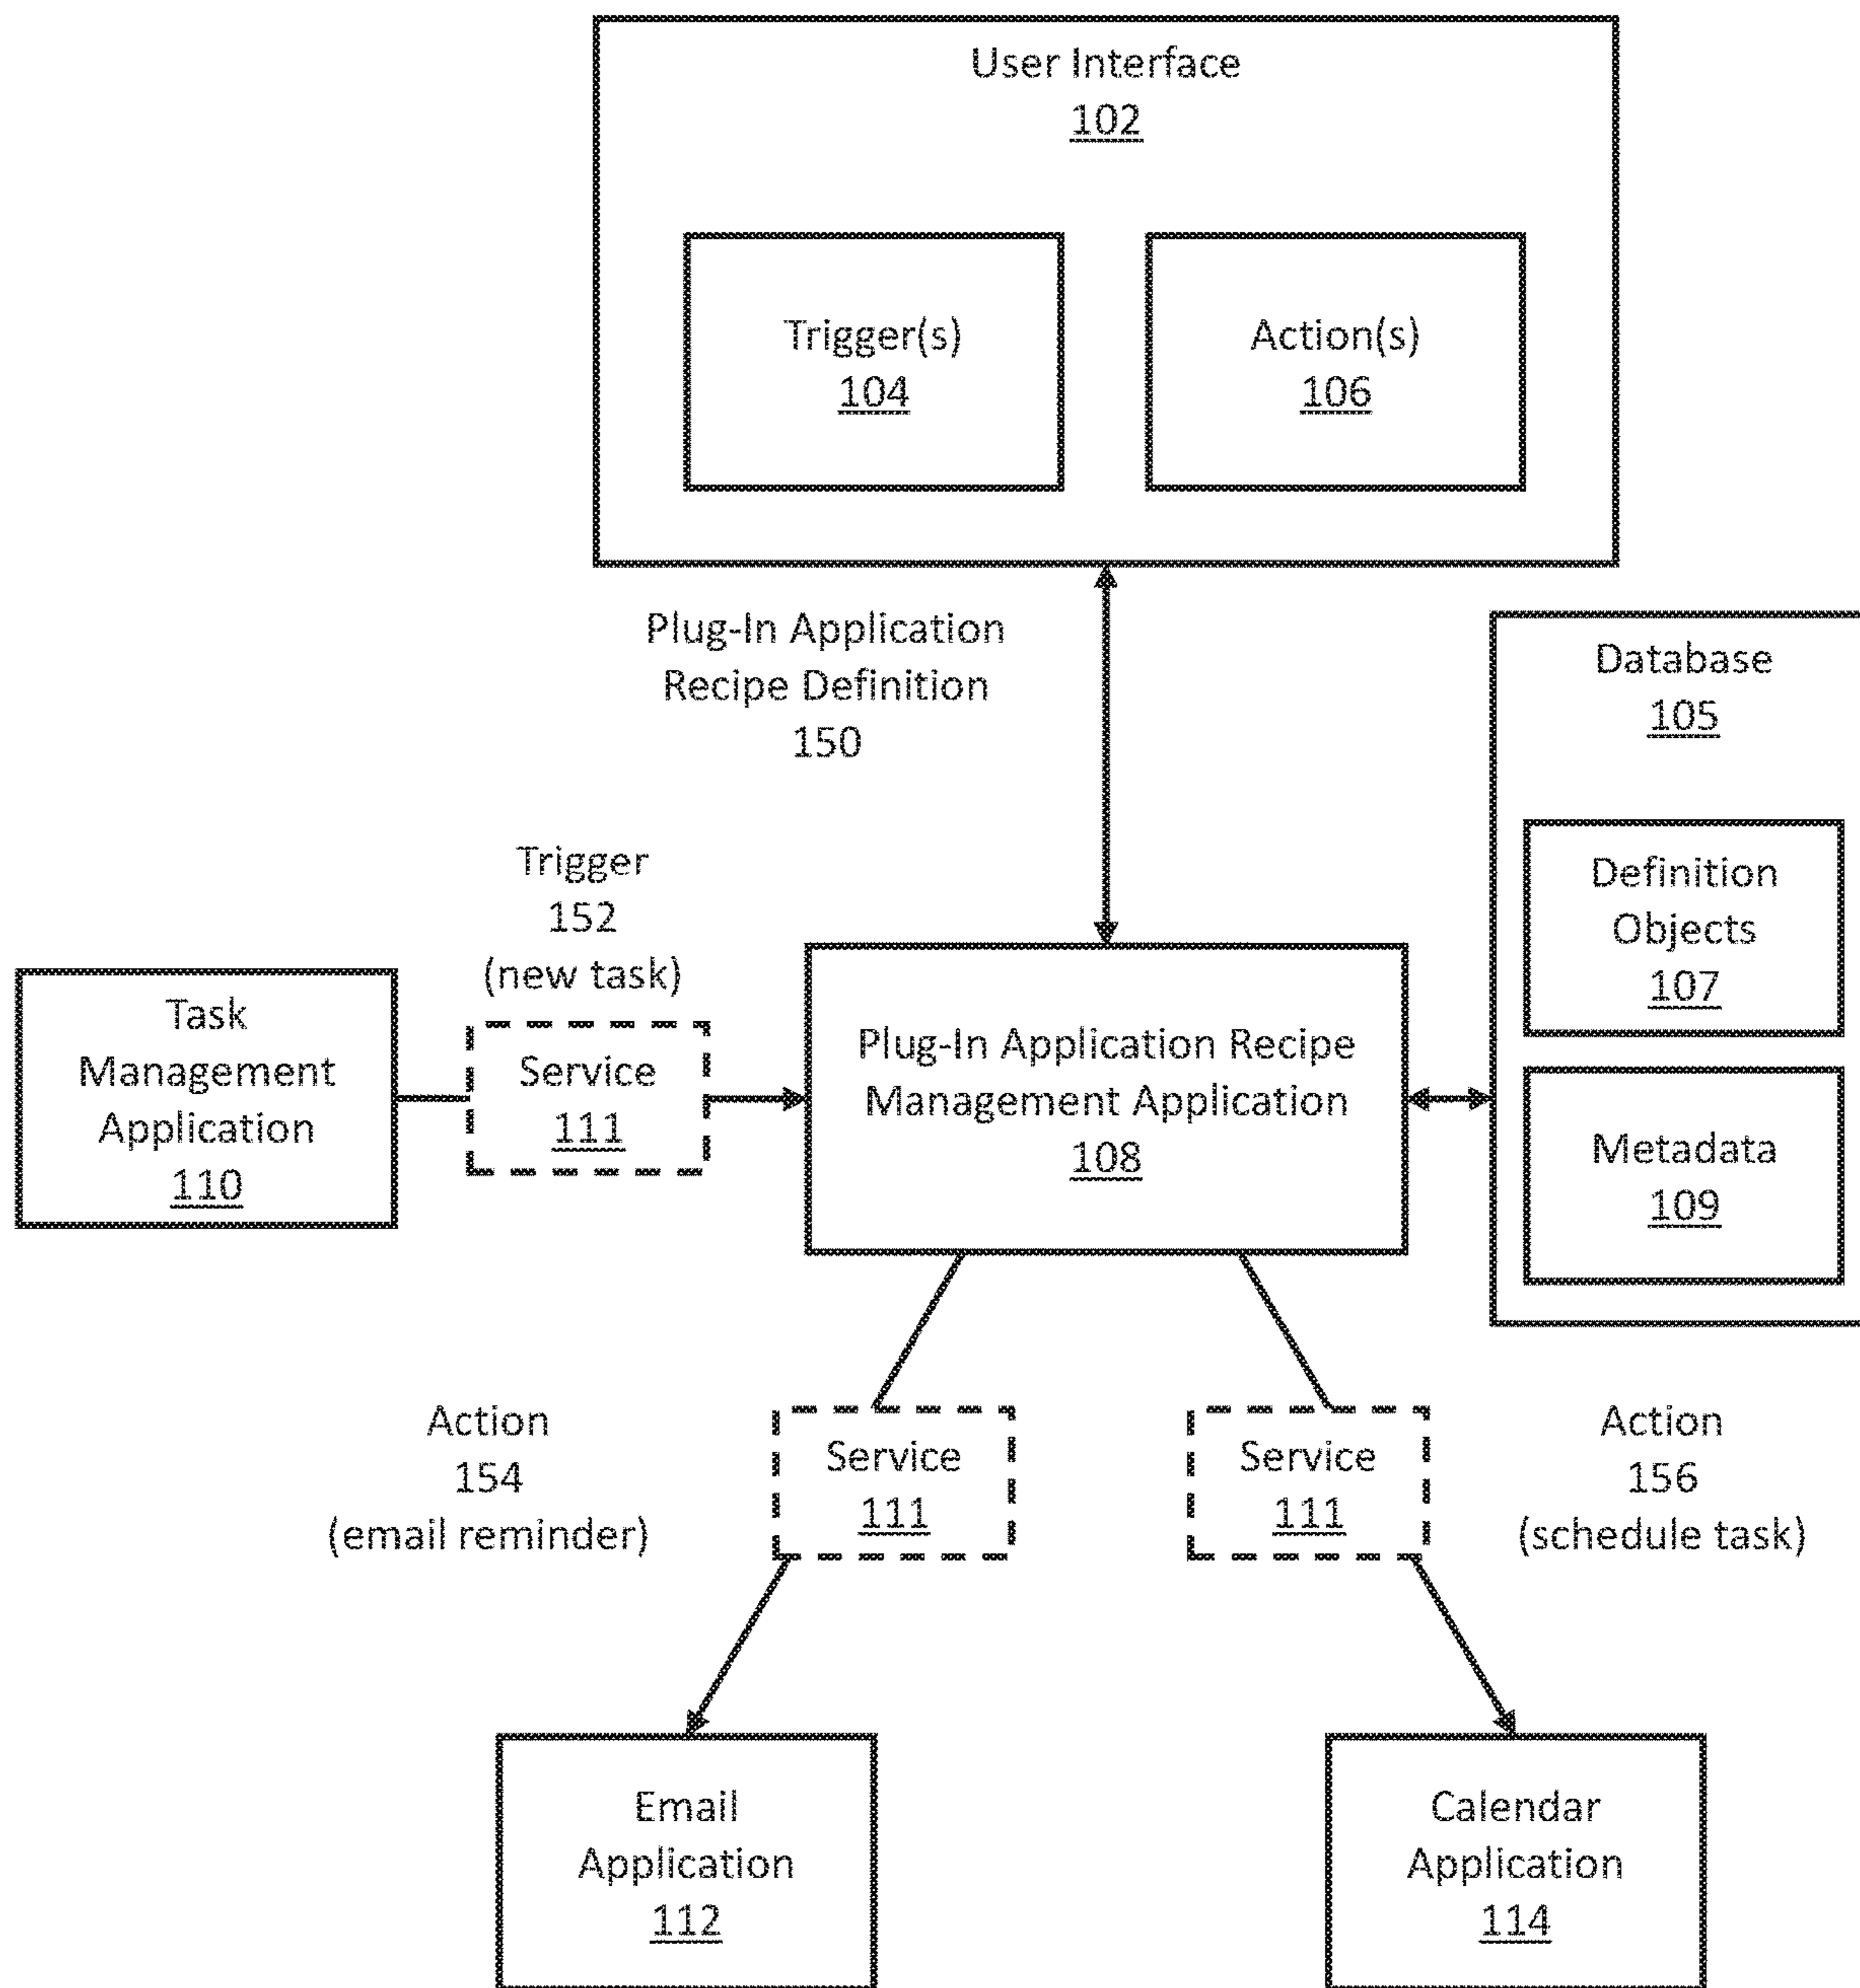 User Interface
102
Trigger(s)
104
Action(s)
106
Plug-In Application
Recipe Definition
150
Database
105
Definition
Objects
107
Metadata
109
Trigger
152
(new task)
Task
Management
Application
110
Service
111
Plug-In Application Recipe
Management Application
108
Action
154
(email reminder)
Service
111
Service
111
Action
156
(schedule task)
Email
Application
112
Calendar
Application
114